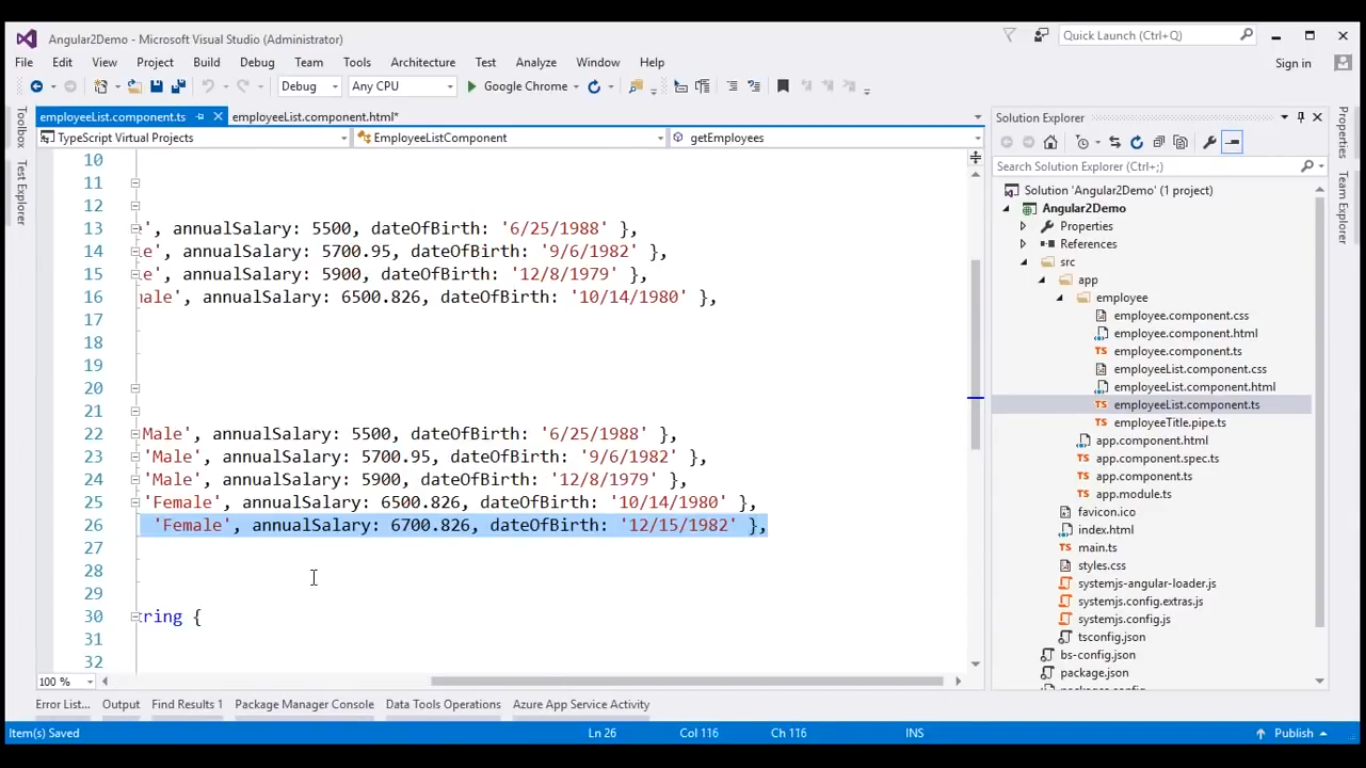 Angular2Demo - Microsoft Visual Studio (Administrator)
Quick Launch (Ctrl+Q)
File Edit View Project Build Debug Team Tools Architecture Test Analyze Window Help
Sign in
Debug Any CPU Google Chrome
Toolbox
Test Explorer
employeeList.component.ts employeeList.component.html*
TypeScript Virtual Projects EmployeeListComponent getEmployees
10
11
12
13 e', annualSalary: 5500, dateOfBirth: '6/25/1988' },
14 le', annualSalary: 5700.95, dateOfBirth: '9/6/1982' },
15 le', annualSalary: 5900, dateOfBirth: '12/8/1979' },
16 male', annualSalary: 6500.826, dateOfBirth: '10/14/1980' },
17
18
19
20
21
22 Male', annualSalary: 5500, dateOfBirth: '6/25/1988' },
23 'Male', annualSalary: 5700.95, dateOfBirth: '9/6/1982' },
24 'Male', annualSalary: 5900, dateOfBirth: '12/8/1979' },
25 'Female', annualSalary: 6500.826, dateOfBirth: '10/14/1980' },
26 'Female', annualSalary: 6700.826, dateOfBirth: '12/15/1982' },
27
28
29
30 tring {
31
32
100 %
Solution Explorer
Search Solution Explorer (Ctrl+;)
Solution 'Angular2Demo' (1 project)
Angular2Demo
Properties
References
src
app
employee
employee.component.css
employee.component.html
employee.component.ts
employeeList.component.css
employeeList.component.html
employeeList.component.ts
employeeTitle.pipe.ts
app.component.html
app.component.spec.ts
app.component.ts
app.module.ts
favicon.ico
index.html
main.ts
styles.css
systemjs-angular-loader.js
systemjs.config.extras.js
systemjs.config.js
tsconfig.json
bs-config.json
package.json
Properties
Team Explorer
Error List... Output Find Results 1 Package Manager Console Data Tools Operations Azure App Service Activity
Item(s) Saved Ln 26 Col 116 Ch 116 INS Publish